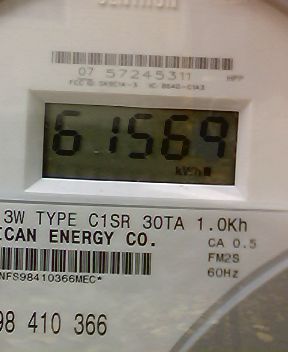 07 57245311 HPP
61569
kWh
3W TYPE C1SR 30TA 1.0Kh
ICAN ENERGY CO. CA 0.5
FM2S
NFS98410366MEC* 60Hz
98 410 366